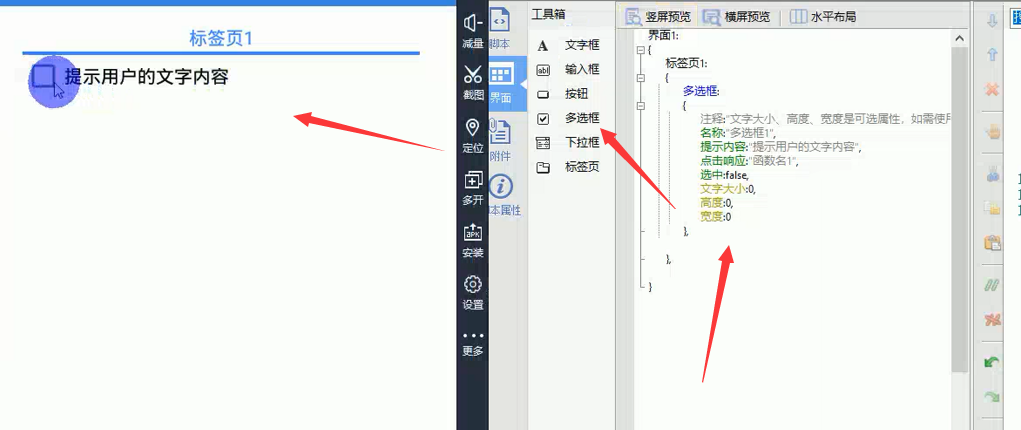 标签页1
提示用户的文字内容
减量
截图
定位
多开
安装
设置
更多
脚本
界面
附件
本属性
工具箱
文字框
输入框
按钮
多选框
下拉框
标签页
竖屏预览 横屏预览 水平布局
界面1:
{
标签页1:
{
多选框:
{
注释:"文字大小、高度、宽度是可选属性，如需使用
名称:"多选框1",
提示内容:"提示用户的文字内容",
点击响应:"函数名1",
选中:false,
文字大小:0,
高度:0,
宽度:0
},
},
}